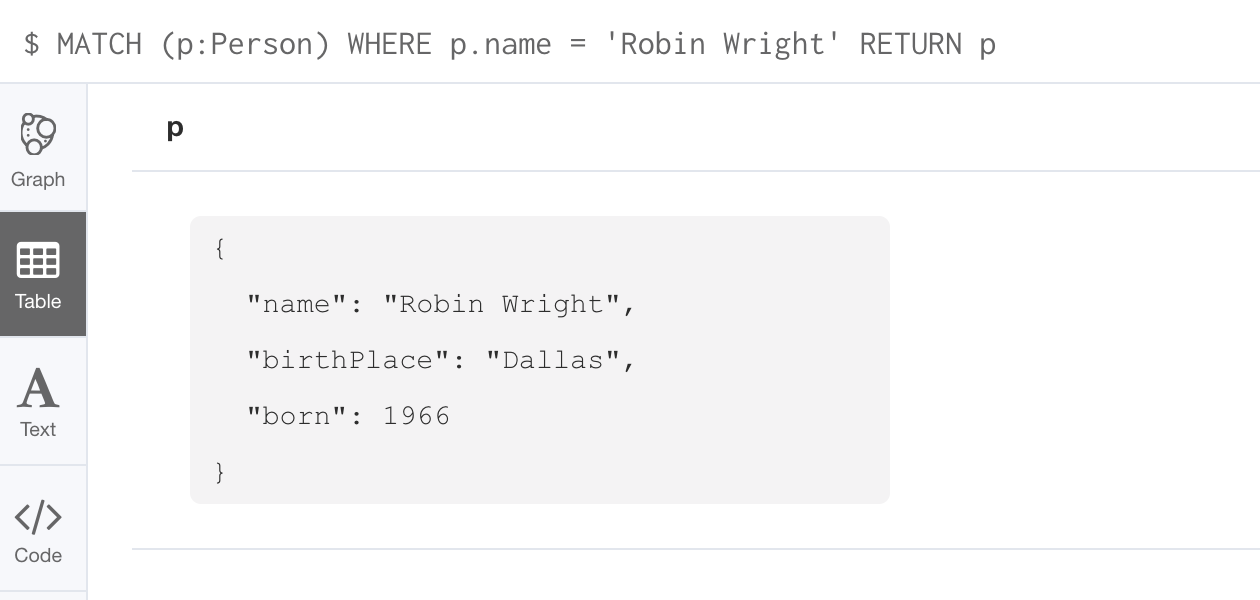 $ MATCH (p:Person) WHERE p.name = 'Robin Wright' RETURN p
p
Graph
Table
Text
Code
{
"name": "Robin Wright",
"birthPlace": "Dallas",
"born": 1966
}